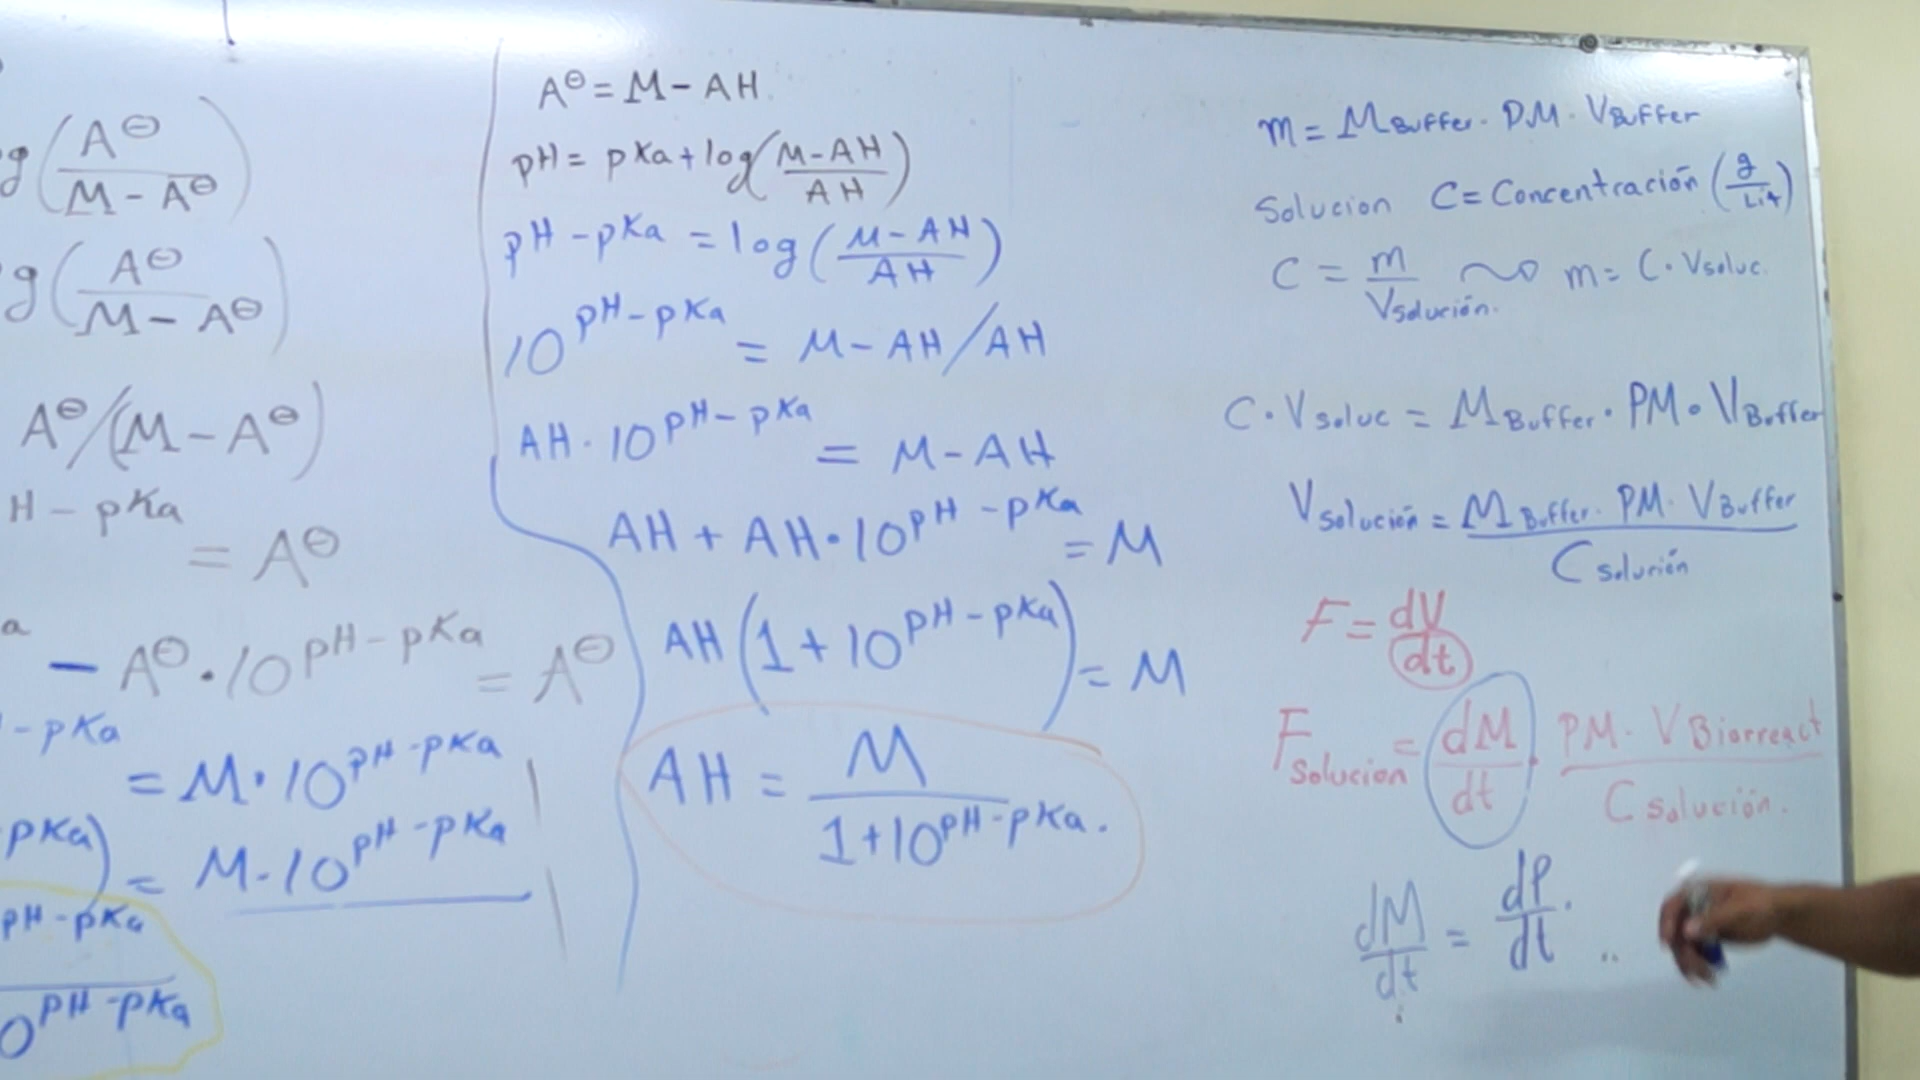 g(A⊖/(M - A⊖))
g(A⊖/(M - A⊖))
A⊖/(M - A⊖)
H - pKa = A⊖
a - A⊖ · 10^(pH - pKa) = A⊖
- pKa = M · 10^(pH - pKa)
pKa) = M · 10^(pH - pKa)
pH - pKa
0^(pH - pKa)
A⊖ = M - AH
pH = pKa + log((M - AH)/AH)
pH - pKa = log((M - AH)/AH)
10^(pH - pKa) = M - AH/AH
AH · 10^(pH - pKa) = M - AH
AH + AH · 10^(pH - pKa) = M
AH(1 + 10^(pH - pKa)) = M
AH = M/(1 + 10^(pH - pKa)).
m = M Buffer · PM · V Buffer
Solucion C = Concentración (g/Lit)
C = m/V solución. ~> m = C · V soluc.
C · V soluc = M Buffer · PM · V Buffer
V solución = (M Buffer · PM · V Buffer)/C solución
F = dV/dt
F solucion = dM/dt · (PM · V Biorreact)/C solución.
dM/dt = dP/dt ..